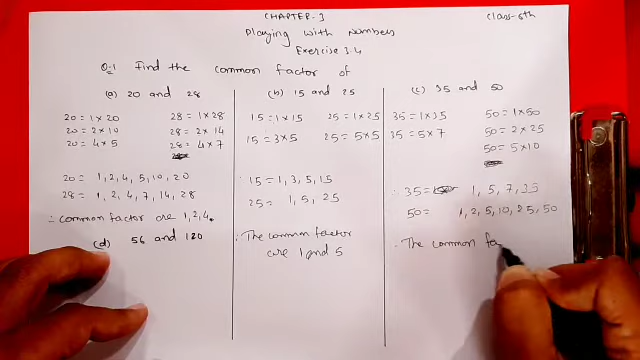 CHAPTER-3
Class-6th
Playing with Numbers
Exercise 3.4
Q:1 Find the common factor of
(a) 20 and 28
20 = 1×20
28 = 1×28
20 = 2×10
28 = 2×14
20 = 4×5
28 = 4×7
20 = 1, 2, 4, 5, 10, 20
28 = 1, 2, 4, 7, 14, 28
∴ Common factor are 1, 2, 4.
(d) 56 and 120
(b) 15 and 25
15 = 1×15
25 = 1×25
15 = 3×5
25 = 5×5
∴ 15 = 1, 3, 5, 15
25 = 1, 5, 25
∴ The common factor
are 1 and 5
(c) 35 and 50
35 = 1×35
50 = 1×50
35 = 5×7
50 = 2×25
50 = 5×10
∴ 35 = 1, 5, 7, 35
50 = 1, 2, 5, 10, 25, 50
∴ The common fa